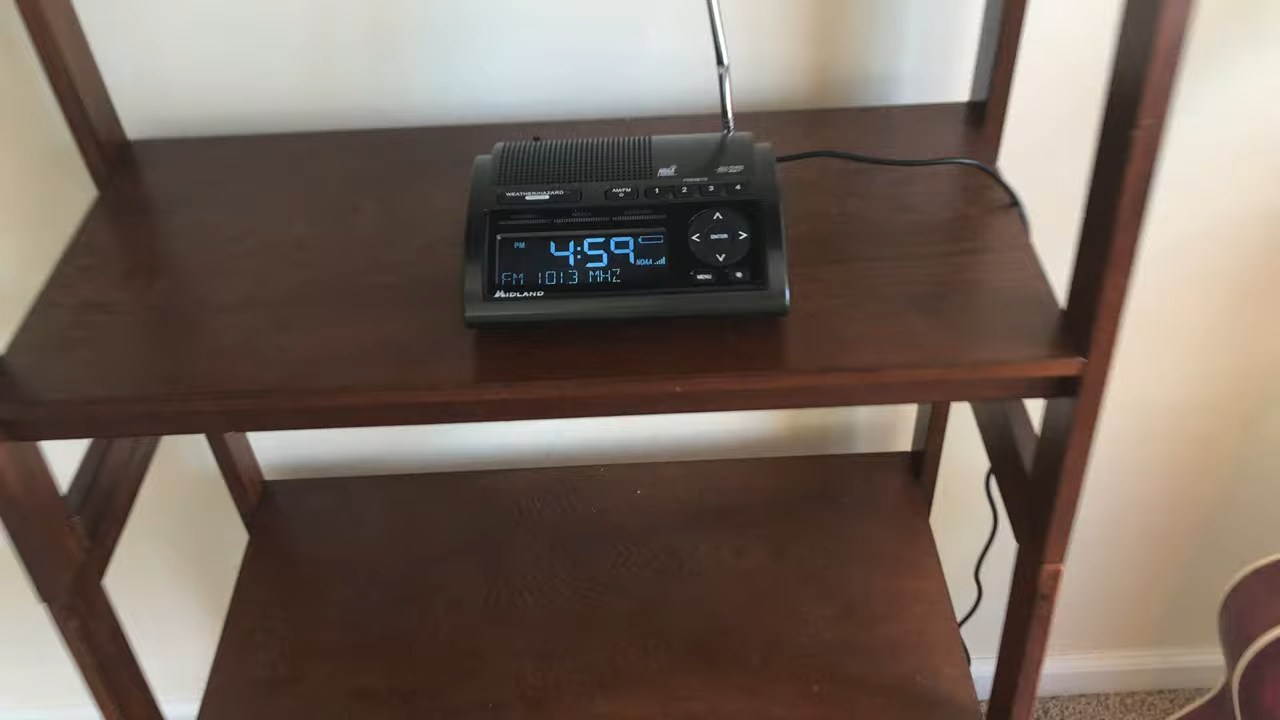 WEATHER/HAZARD
AM/FM
1 2 3 4
PM 4:59
NOAA
FM 101.3 MHZ
ENTER
MENU
MIDLAND